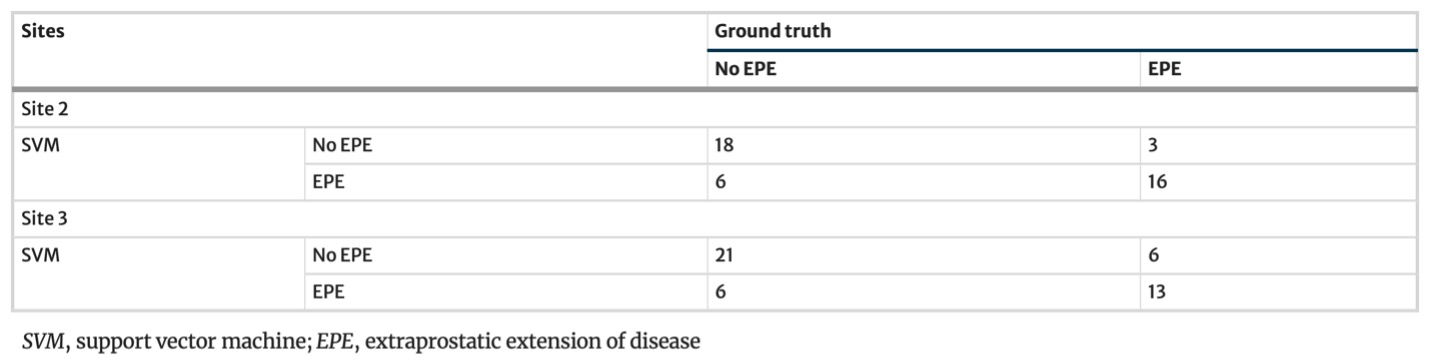 Sites Ground truth
No EPE EPE
Site 2
SVM No EPE 18 3
EPE 6 16
Site 3
SVM No EPE 21 6
EPE 6 13
SVM, support vector machine; EPE, extraprostatic extension of disease